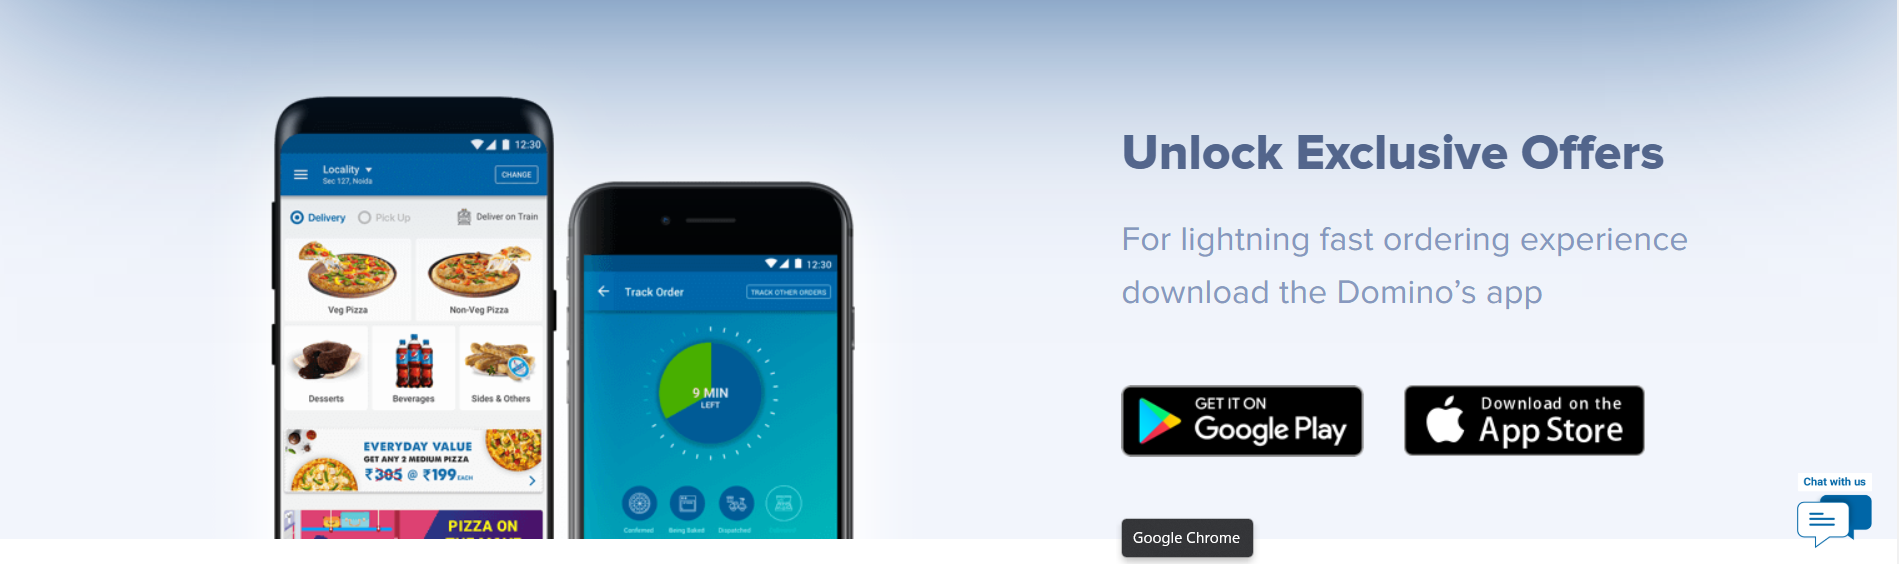 12:30
Locality
Sec 127, Noida
CHANGE
Delivery
Pick Up
Deliver on Train
Veg Pizza
Non-Veg Pizza
Desserts
Beverages
Sides & Others
EVERYDAY VALUE
GET ANY 2 MEDIUM PIZZA
₹305 @ ₹199 EACH
PIZZA ON
12:30
Track Order
TRACK OTHER ORDERS
9 MIN
LEFT
Confirmed
Being Baked
Dispatched
Unlock Exclusive Offers
For lightning fast ordering experience
download the Domino’s app
GET IT ON
Google Play
Download on the
App Store
Chat with us
Google Chrome